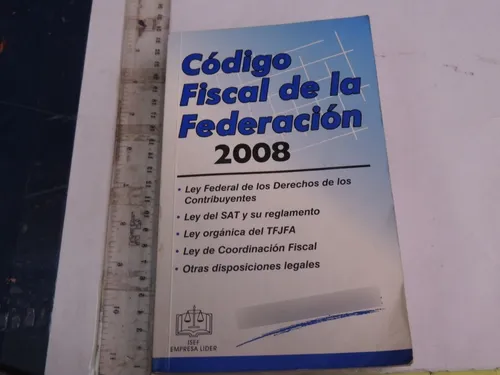 Código
Fiscal de la
Federación
2008
• Ley Federal de los Derechos de los
Contribuyentes
• Ley del SAT y su reglamento
• Ley orgánica del TFJFA
• Ley de Coordinación Fiscal
• Otras disposiciones legales
ISEF
EMPRESA LIDER